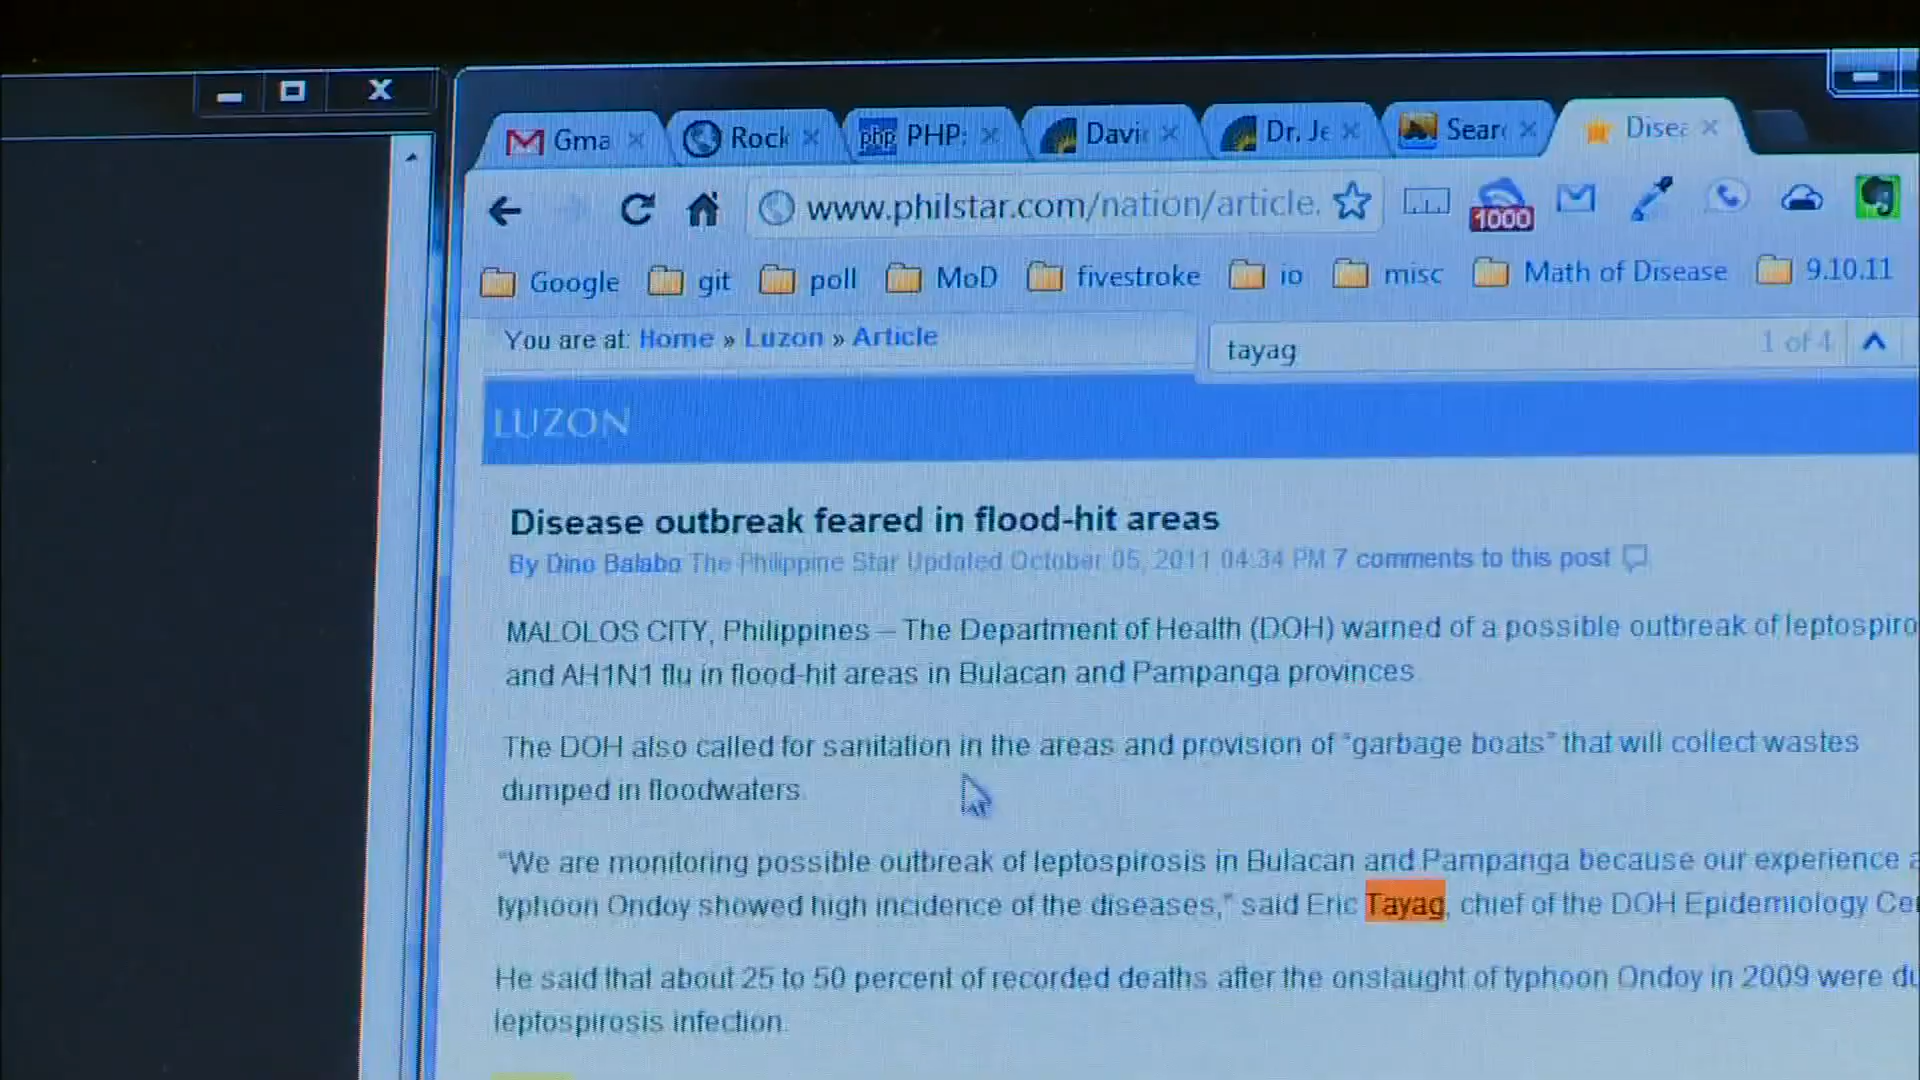 Gma
Rock
PHP:
Davi
Dr. Je
Sear
Disea
www.philstar.com/nation/article.
1000
Google
git
poll
MoD
fivestroke
io
misc
Math of Disease
9.10.11
You are at: Home » Luzon » Article
tayag
1 of 4
LUZON
Disease outbreak feared in flood-hit areas
By Dino Balabo The Philippine Star Updated October 05, 2011 04:34 PM 7 comments to this post
MALOLOS CITY, Philippines – The Department of Health (DOH) warned of a possible outbreak of leptospiro
and AH1N1 flu in flood-hit areas in Bulacan and Pampanga provinces.
The DOH also called for sanitation in the areas and provision of "garbage boats" that will collect wastes
dumped in floodwaters.
"We are monitoring possible outbreak of leptospirosis in Bulacan and Pampanga because our experience a
typhoon Ondoy showed high incidence of the diseases," said Eric Tayag, chief of the DOH Epidemiology Ce
He said that about 25 to 50 percent of recorded deaths after the onslaught of typhoon Ondoy in 2009 were du
leptospirosis infection.